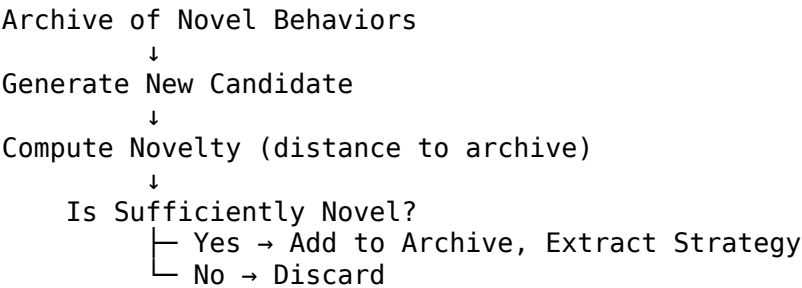 Archive of Novel Behaviors
↓
Generate New Candidate
↓
Compute Novelty (distance to archive)
↓
Is Sufficiently Novel?
├─ Yes → Add to Archive, Extract Strategy
└─ No → Discard